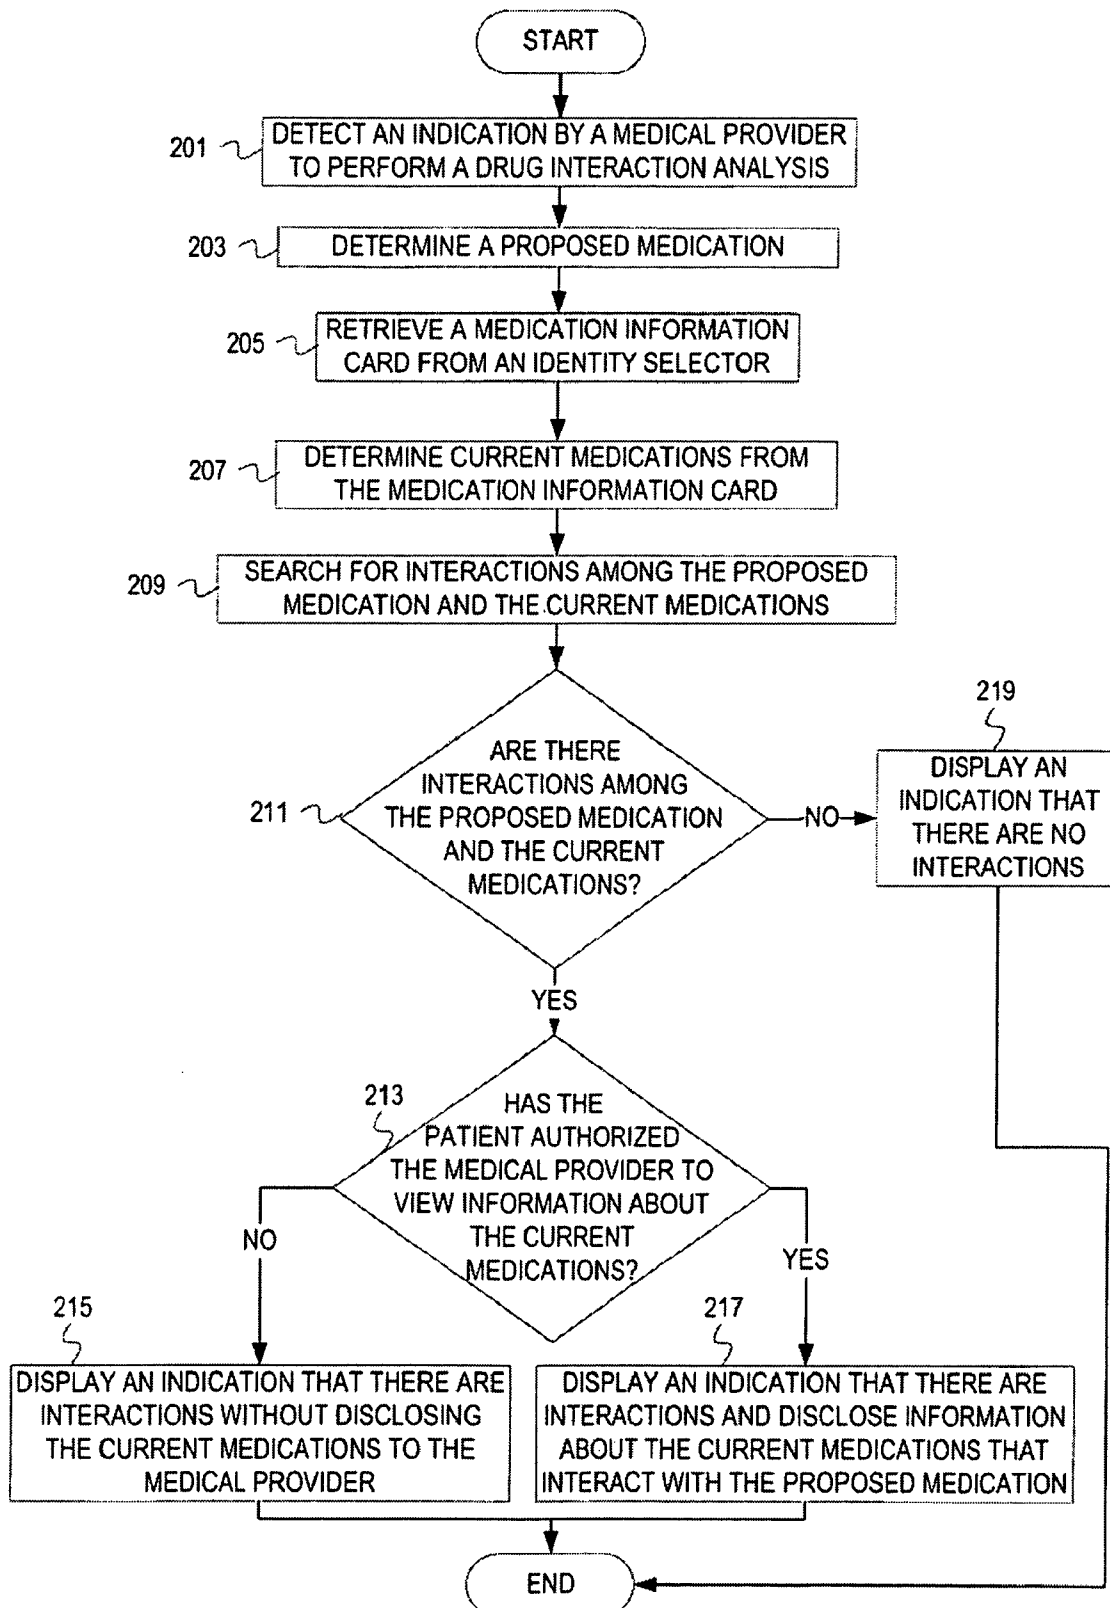 START
201
DETECT AN INDICATION BY A MEDICAL PROVIDER
TO PERFORM A DRUG INTERACTION ANALYSIS
203
DETERMINE A PROPOSED MEDICATION
205
RETRIEVE A MEDICATION INFORMATION
CARD FROM AN IDENTITY SELECTOR
207
DETERMINE CURRENT MEDICATIONS FROM
THE MEDICATION INFORMATION CARD
209
SEARCH FOR INTERACTIONS AMONG THE PROPOSED
MEDICATION AND THE CURRENT MEDICATIONS
211
ARE THERE
INTERACTIONS AMONG
THE PROPOSED MEDICATION
AND THE CURRENT
MEDICATIONS?
NO
219
DISPLAY AN
INDICATION THAT
THERE ARE NO
INTERACTIONS
YES
213
HAS THE
PATIENT AUTHORIZED
THE MEDICAL PROVIDER TO
VIEW INFORMATION ABOUT
THE CURRENT
MEDICATIONS?
NO
YES
215
DISPLAY AN INDICATION THAT THERE ARE
INTERACTIONS WITHOUT DISCLOSING
THE CURRENT MEDICATIONS TO THE
MEDICAL PROVIDER
217
DISPLAY AN INDICATION THAT THERE ARE
INTERACTIONS AND DISCLOSE INFORMATION
ABOUT THE CURRENT MEDICATIONS THAT
INTERACT WITH THE PROPOSED MEDICATION
END